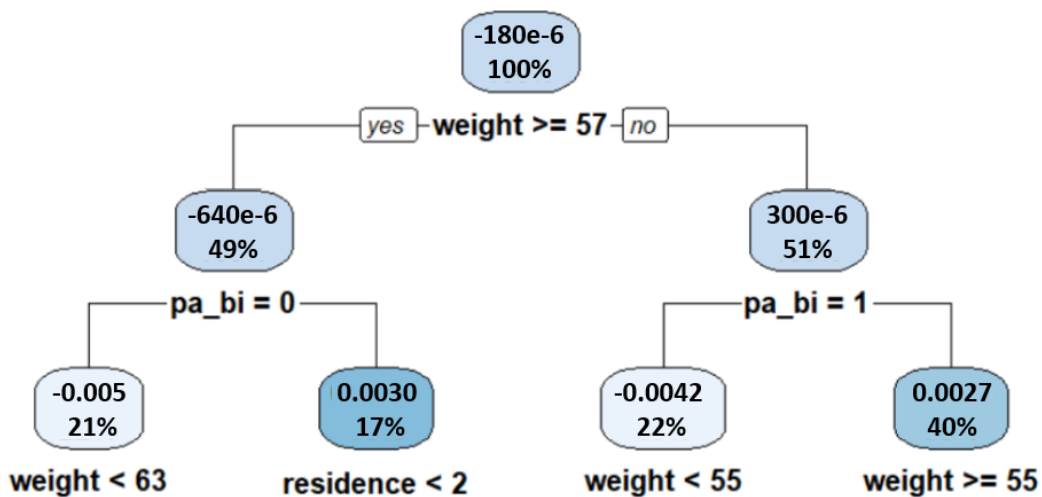 -180e-6
100%
yes weight >= 57 no
-640e-6
49%
300e-6
51%
pa_bi = 0
pa_bi = 1
-0.005
21%
0.0030
17%
-0.0042
22%
0.0027
40%
weight < 63
residence < 2
weight < 55
weight >= 55